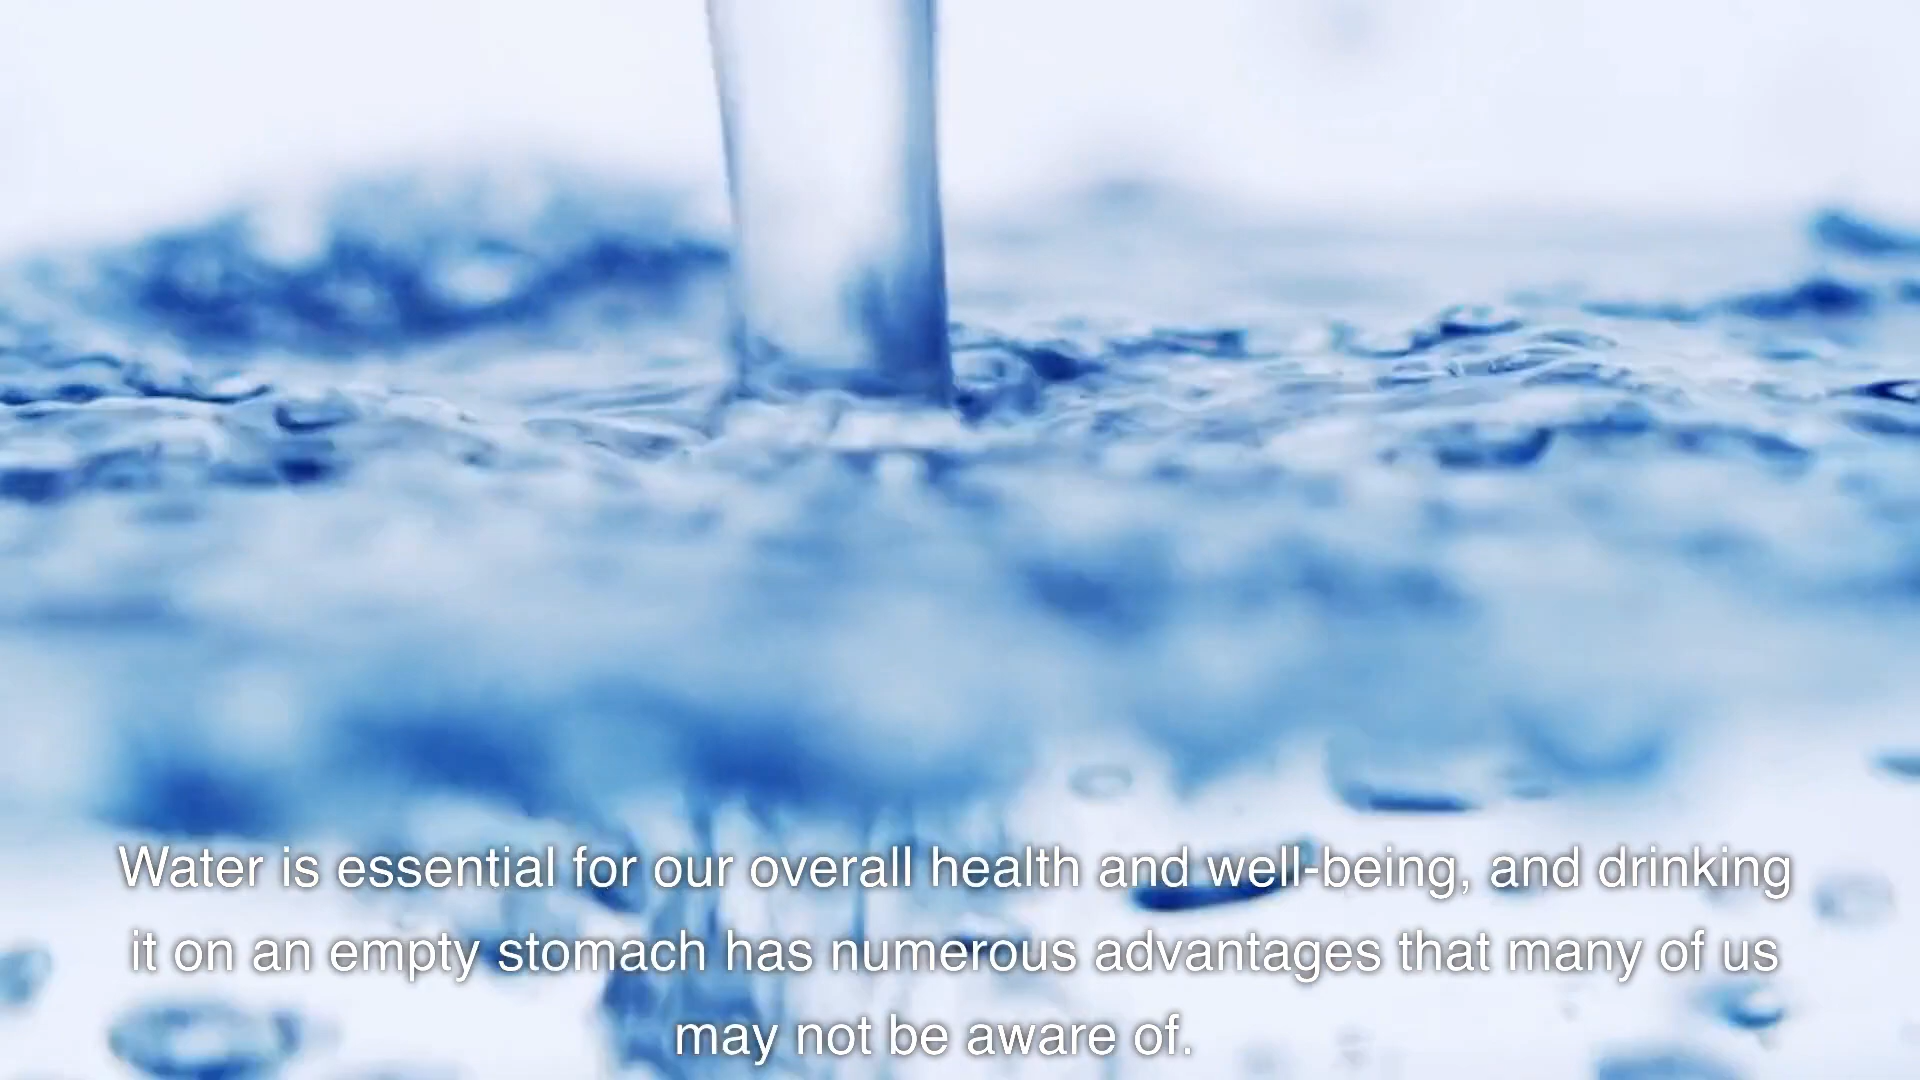 Water is essential for our overall health and well-being, and drinking
it on an empty stomach has numerous advantages that many of us
may not be aware of.